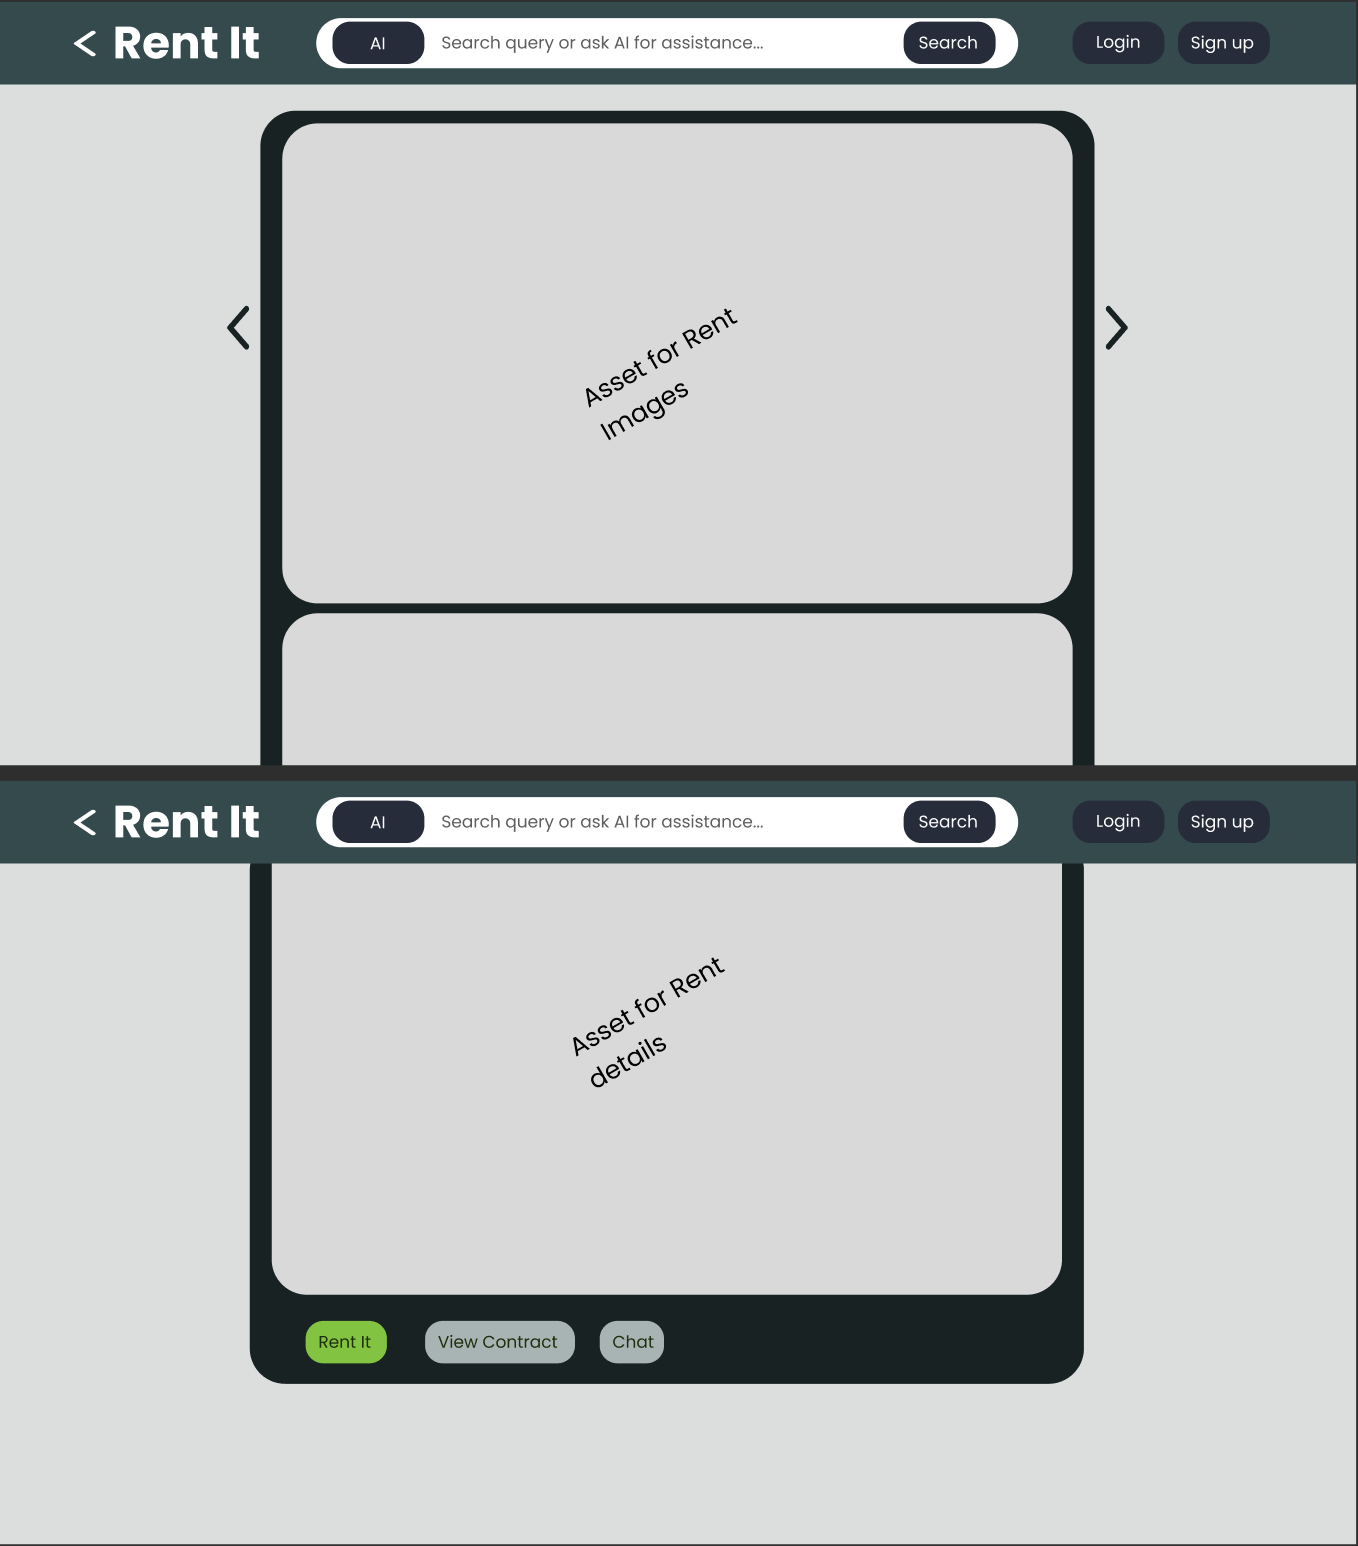 < Rent It
AI
Search query or ask AI for assistance...
Search
Login
Sign up
Asset for Rent
Images
< Rent It
AI
Search query or ask AI for assistance...
Search
Login
Sign up
Asset for Rent
details
Rent It
View Contract
Chat